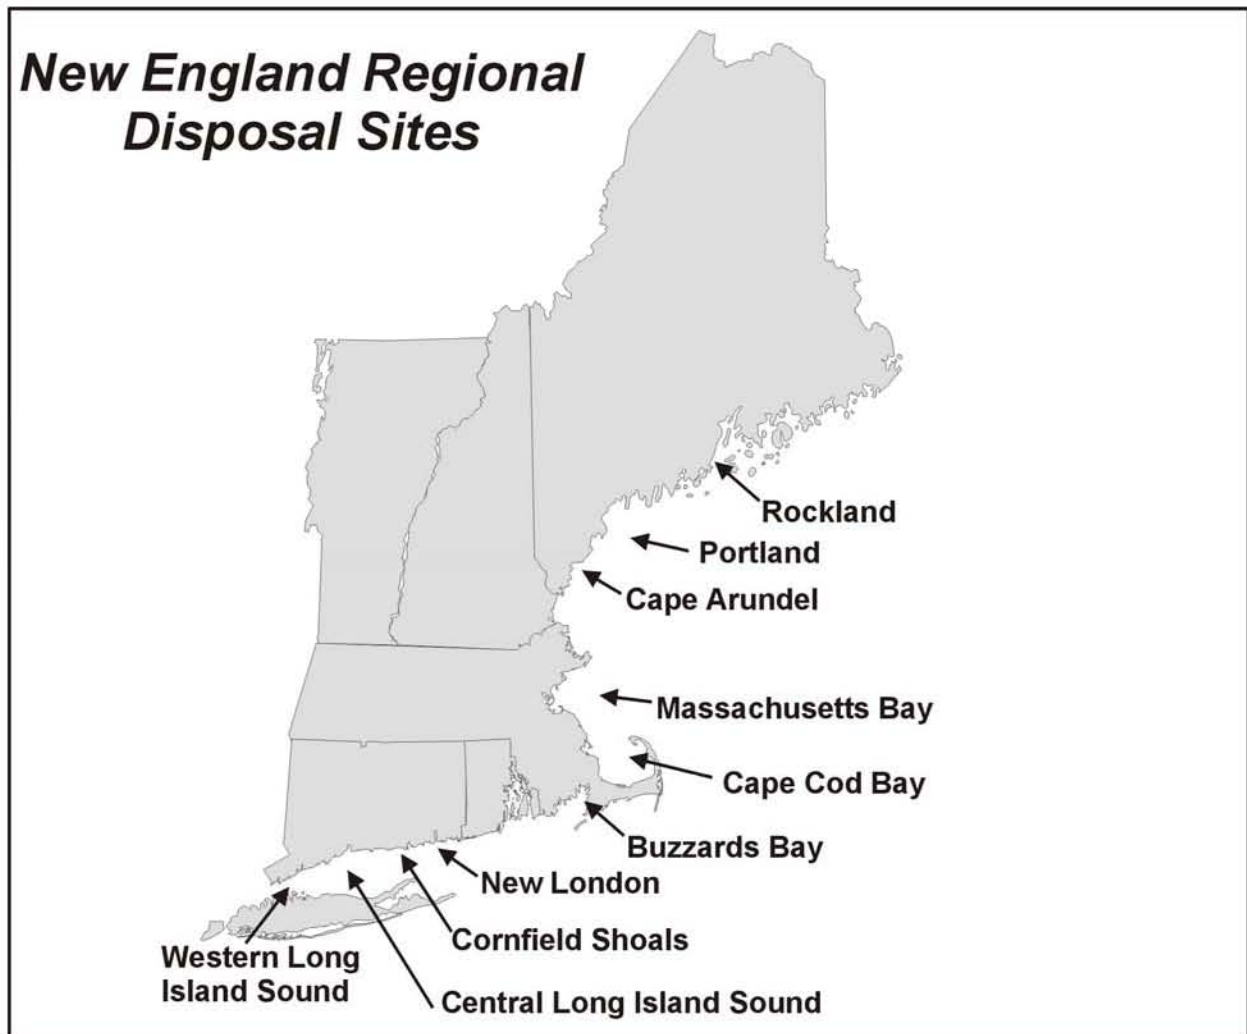 New England Regional
Disposal Sites
Rockland
Portland
Cape Arundel
Massachusetts Bay
Cape Cod Bay
Buzzards Bay
New London
Cornfield Shoals
Western Long
Island Sound
Central Long Island Sound